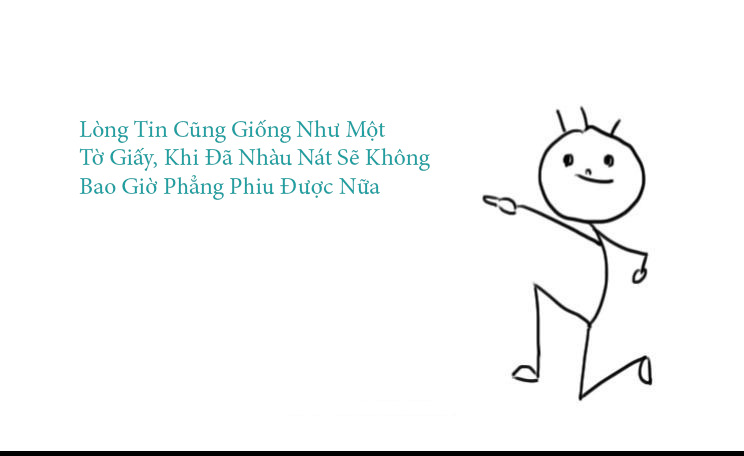 Lòng Tin Cũng Giống Như Một
Tờ Giấy, Khi Đã Nhàu Nát Sẽ Không
Bao Giờ Phẳng Phiu Được Nữa